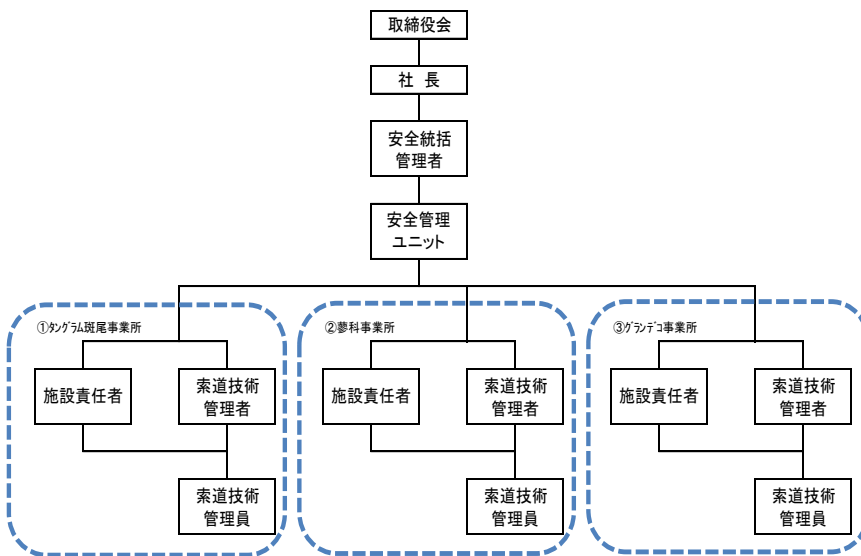 取締役会
社 長
安全統括
管理者
安全管理
ユニット
①ﾀﾝｸﾞﾗﾑ斑尾事業所
②蓼科事業所
③ｸﾞﾗﾝﾃﾞｺ事業所
施設責任者
索道技術
管理者
施設責任者
索道技術
管理者
施設責任者
索道技術
管理者
索道技術
管理員
索道技術
管理員
索道技術
管理員